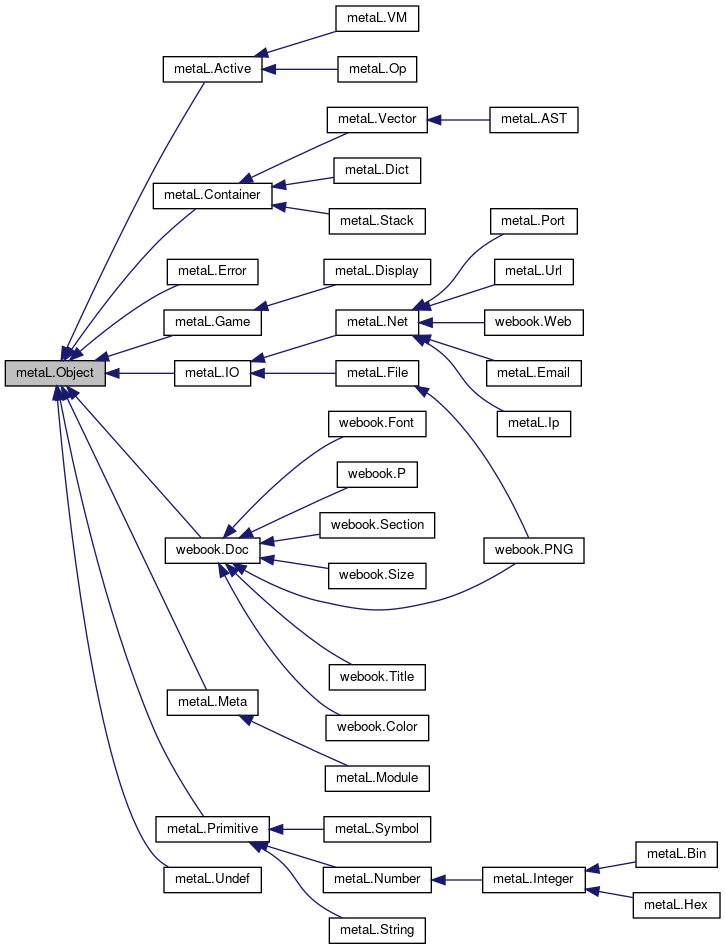 metaL.VM
metaL.Active
metaL.Op
metaL.Vector
metaL.AST
metaL.Dict
metaL.Container
metaL.Stack
metaL.Port
metaL.Error
metaL.Display
metaL.Url
metaL.Game
metaL.Net
webook.Web
metaL.Object
metaL.IO
metaL.File
metaL.Email
webook.Font
metaL.Ip
webook.P
webook.Section
webook.Doc
webook.PNG
webook.Size
webook.Title
metaL.Meta
webook.Color
metaL.Module
metaL.Primitive
metaL.Symbol
metaL.Bin
metaL.Undef
metaL.Number
metaL.Integer
metaL.Hex
metaL.String